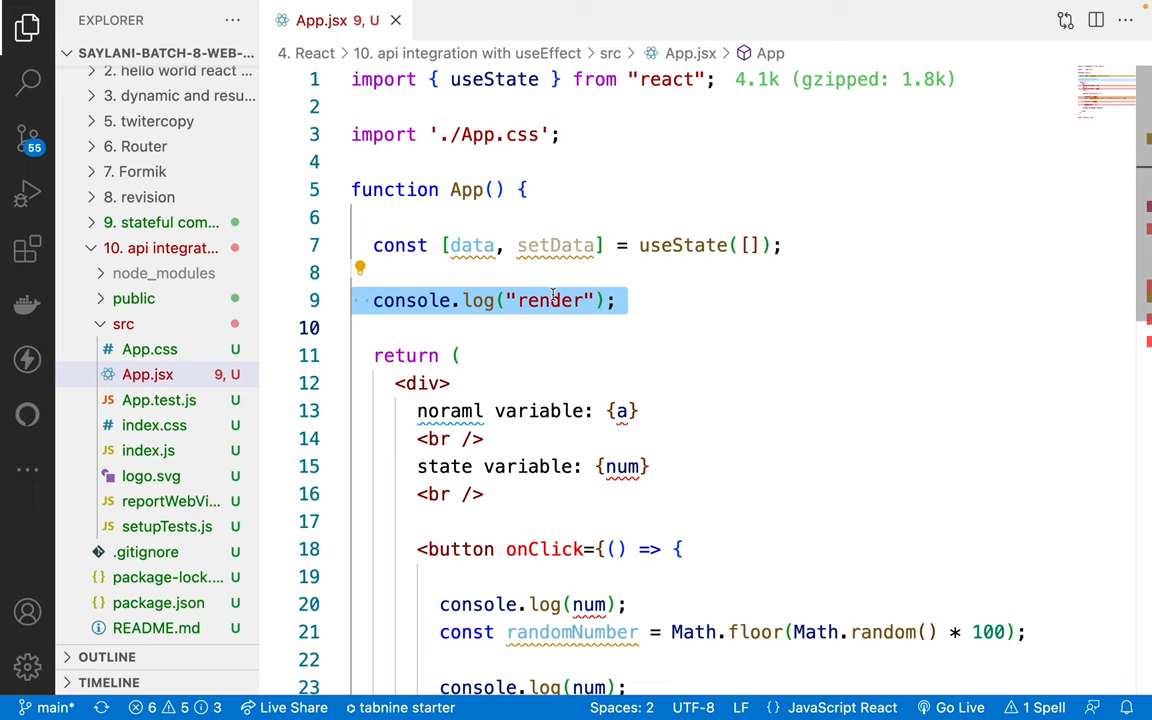 EXPLORER
SAYLANI-BATCH-8-WEB-...
2. hello world react ...
3. dynamic and resu...
5. twitercopy
6. Router
7. Formik
8. revision
9. stateful com...
10. api integrat...
node_modules
public
src
# App.css U
App.jsx 9, U
JS App.test.js U
# index.css U
JS index.js U
logo.svg U
JS reportWebVi... U
JS setupTests.js U
.gitignore U
{} package-lock.... U
{} package.json U
README.md U
OUTLINE
TIMELINE
55
App.jsx 9, U
4. React > 10. api integration with useEffect > src > App.jsx > App
1 import { useState } from "react"; 4.1k (gzipped: 1.8k)
2
3 import './App.css';
4
5 function App() {
6
7 const [data, setData] = useState([]);
8
9 console.log("render");
10
11 return (
12 <div>
13 noraml variable: {a}
14 <br />
15 state variable: {num}
16 <br />
17
18 <button onClick={() => {
19
20 console.log(num);
21 const randomNumber = Math.floor(Math.random() * 100);
22
23 console.log(num);
main* 6 5 3 Live Share tabnine starter Spaces: 2 UTF-8 LF {} JavaScript React Go Live 1 Spell